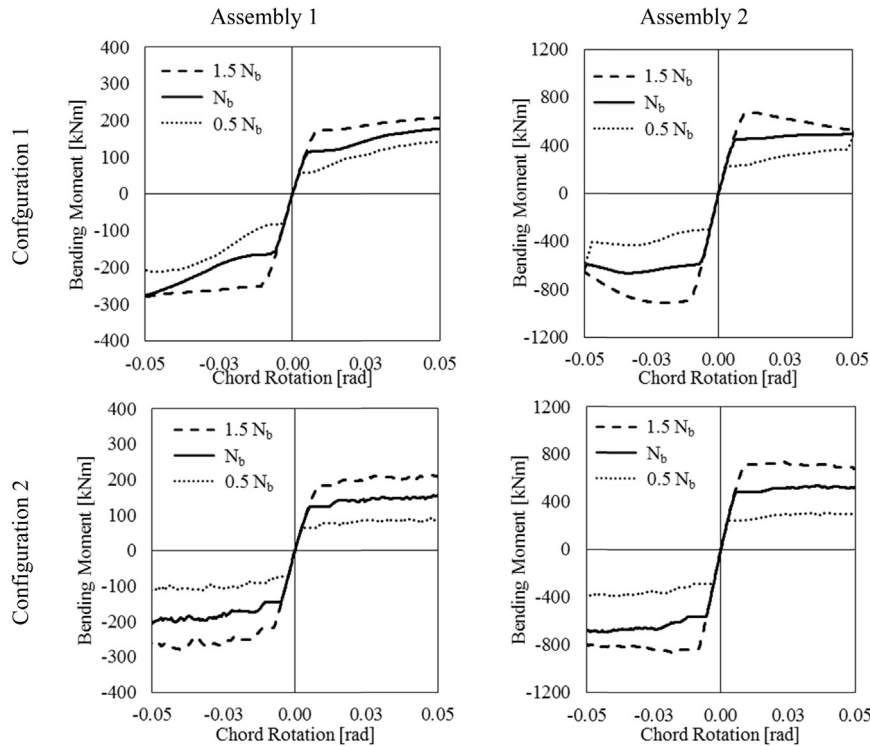 Assembly 1
Assembly 2
Confguration 1
Bending Moment [kNm]
400
300
200
100
0
-100
-200
-300
-400
1.5 Nb
Nb
0.5 Nb
-0.05 -0.03 0.00 0.03 0.05
Chord Rotation [rad]
Bending Moment [kNm]
1200
800
400
0
-400
-800
-1200
1.5 Nb
Nb
0.5 Nb
-0.05 -0.03 0.00 0.03 0.05
Chord Rotation [rad]
Configuration 2
Bending Moment [kNm]
400
300
200
100
0
-100
-200
-300
-400
1.5 Nb
Nb
0.5 Nb
-0.05 -0.03 0.00 0.03 0.05
Chord Rotation [rad]
Bending Moment [kNm]
1200
800
400
0
-400
-800
-1200
1.5 Nb
Nb
0.5 Nb
-0.05 -0.03 0.00 0.03 0.05
Chord Rotation [rad]